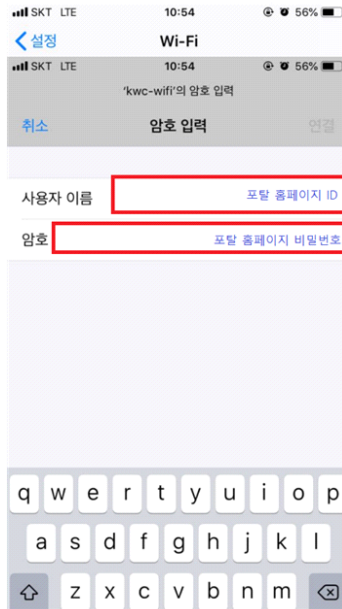 SKT LTE 10:54 56%
설정 Wi-Fi
SKT LTE 10:54 56%
'kwc-wifi'의 암호 입력
취소 암호 입력 연결
사용자 이름 포탈 홈페이지 ID
암호 포탈 홈페이지 비밀번호
q w e r t y u i o p
a s d f g h j k l
z x c v b n m